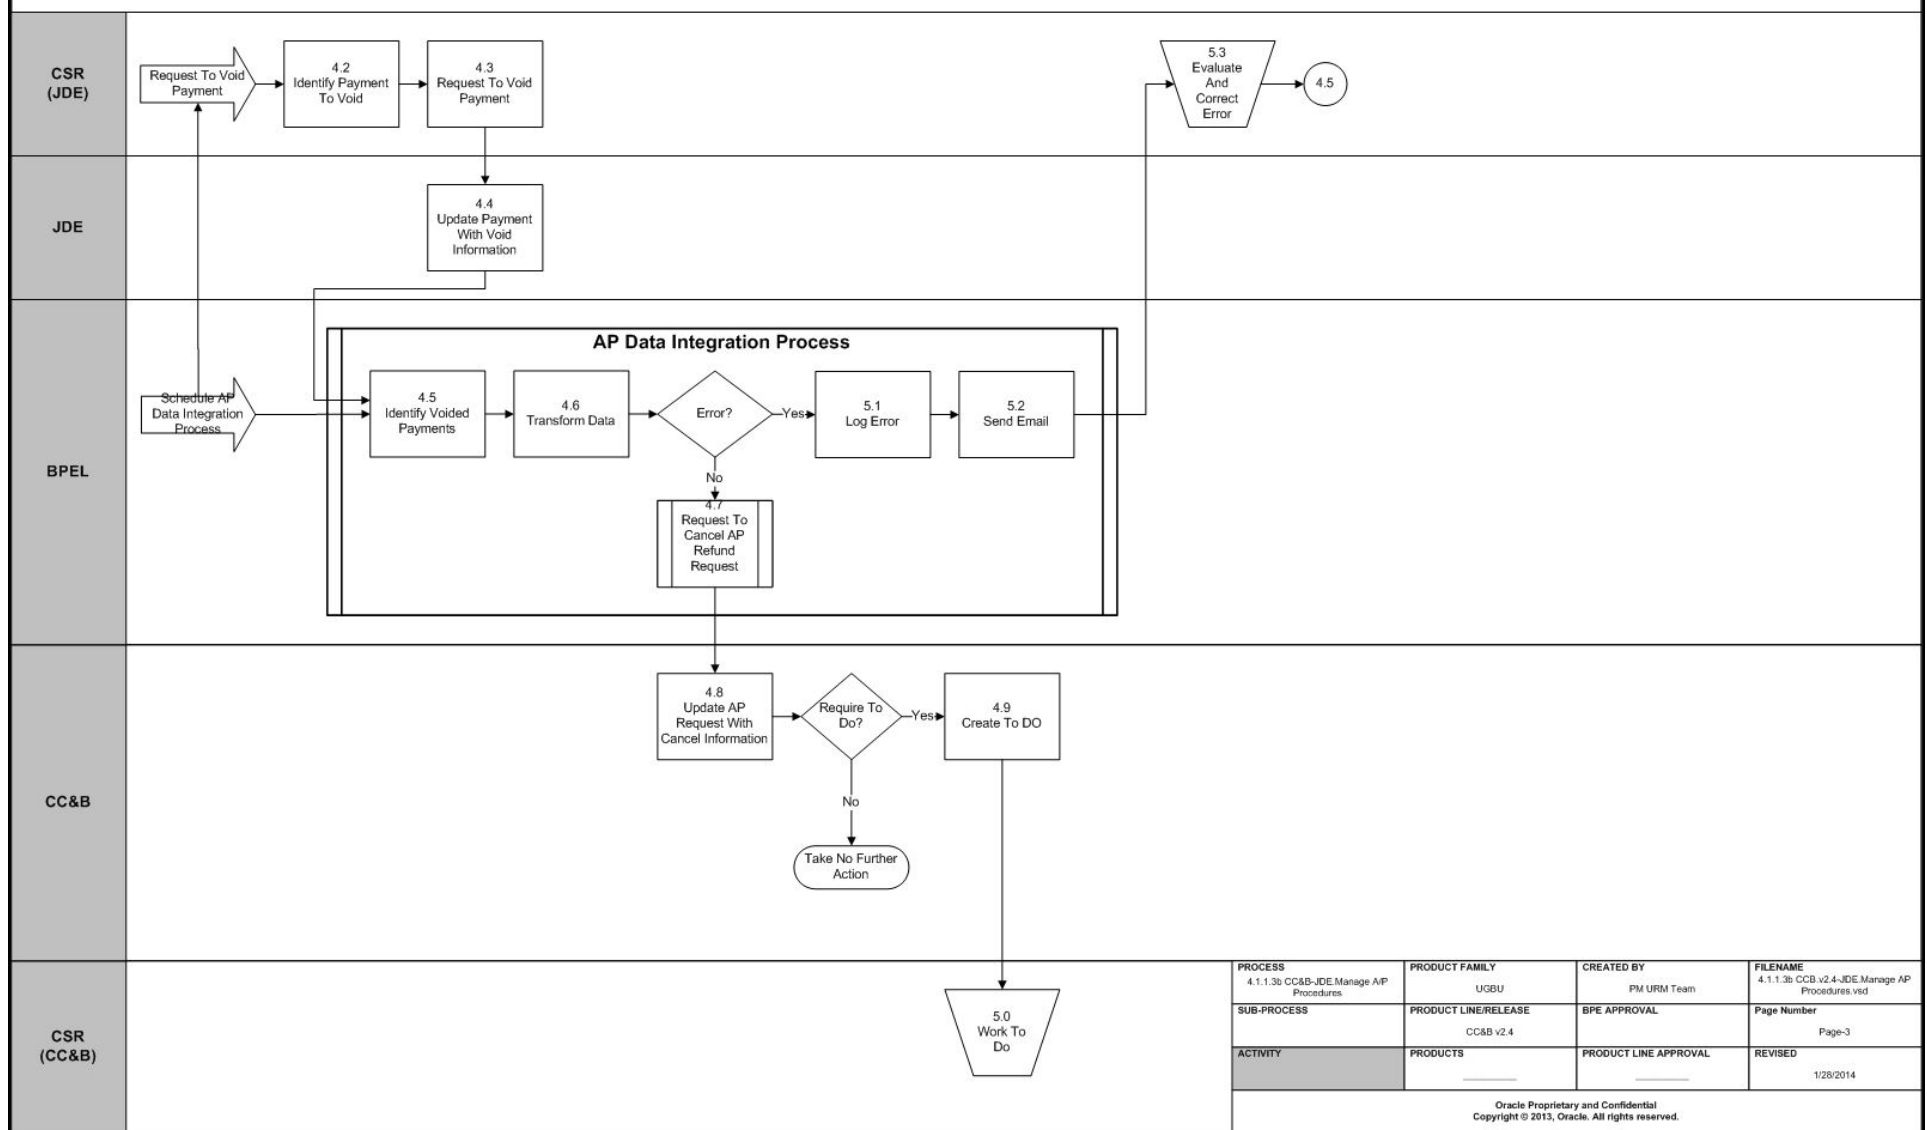 CSR
(JDE)
Request To Void
Payment
4.2
Identify Payment
To Void
4.3
Request To Void
Payment
5.3
Evaluate
And
Correct
Error
4.5
JDE
4.4
Update Payment
With Void
Information
BPEL
AP Data Integration Process
Schedule AP
Data Integration
Process
4.5
Identify Voided
Payments
4.6
Transform Data
Error?
Yes
5.1
Log Error
5.2
Send Email
No
4.7
Request To
Cancel AP
Refund
Request
CC&B
4.8
Update AP
Request With
Cancel Information
Require To
Do?
Yes
4.9
Create To DO
No
Take No Further
Action
CSR
(CC&B)
5.0
Work To
Do
PROCESS
4.1.1.3b CC&B-JDE.Manage A/P
Procedures
PRODUCT FAMILY
UGBU
CREATED BY
PM URM Team
FILENAME
4.1.1.3b CCB.v2.4-JDE.Manage AP
Procedures.vsd
SUB-PROCESS
PRODUCT LINE/RELEASE
CC&B v2.4
BPE APPROVAL
Page Number
Page-3
ACTIVITY
PRODUCTS
PRODUCT LINE APPROVAL
REVISED
1/28/2014
Oracle Proprietary and Confidential
Copyright © 2013, Oracle. All rights reserved.